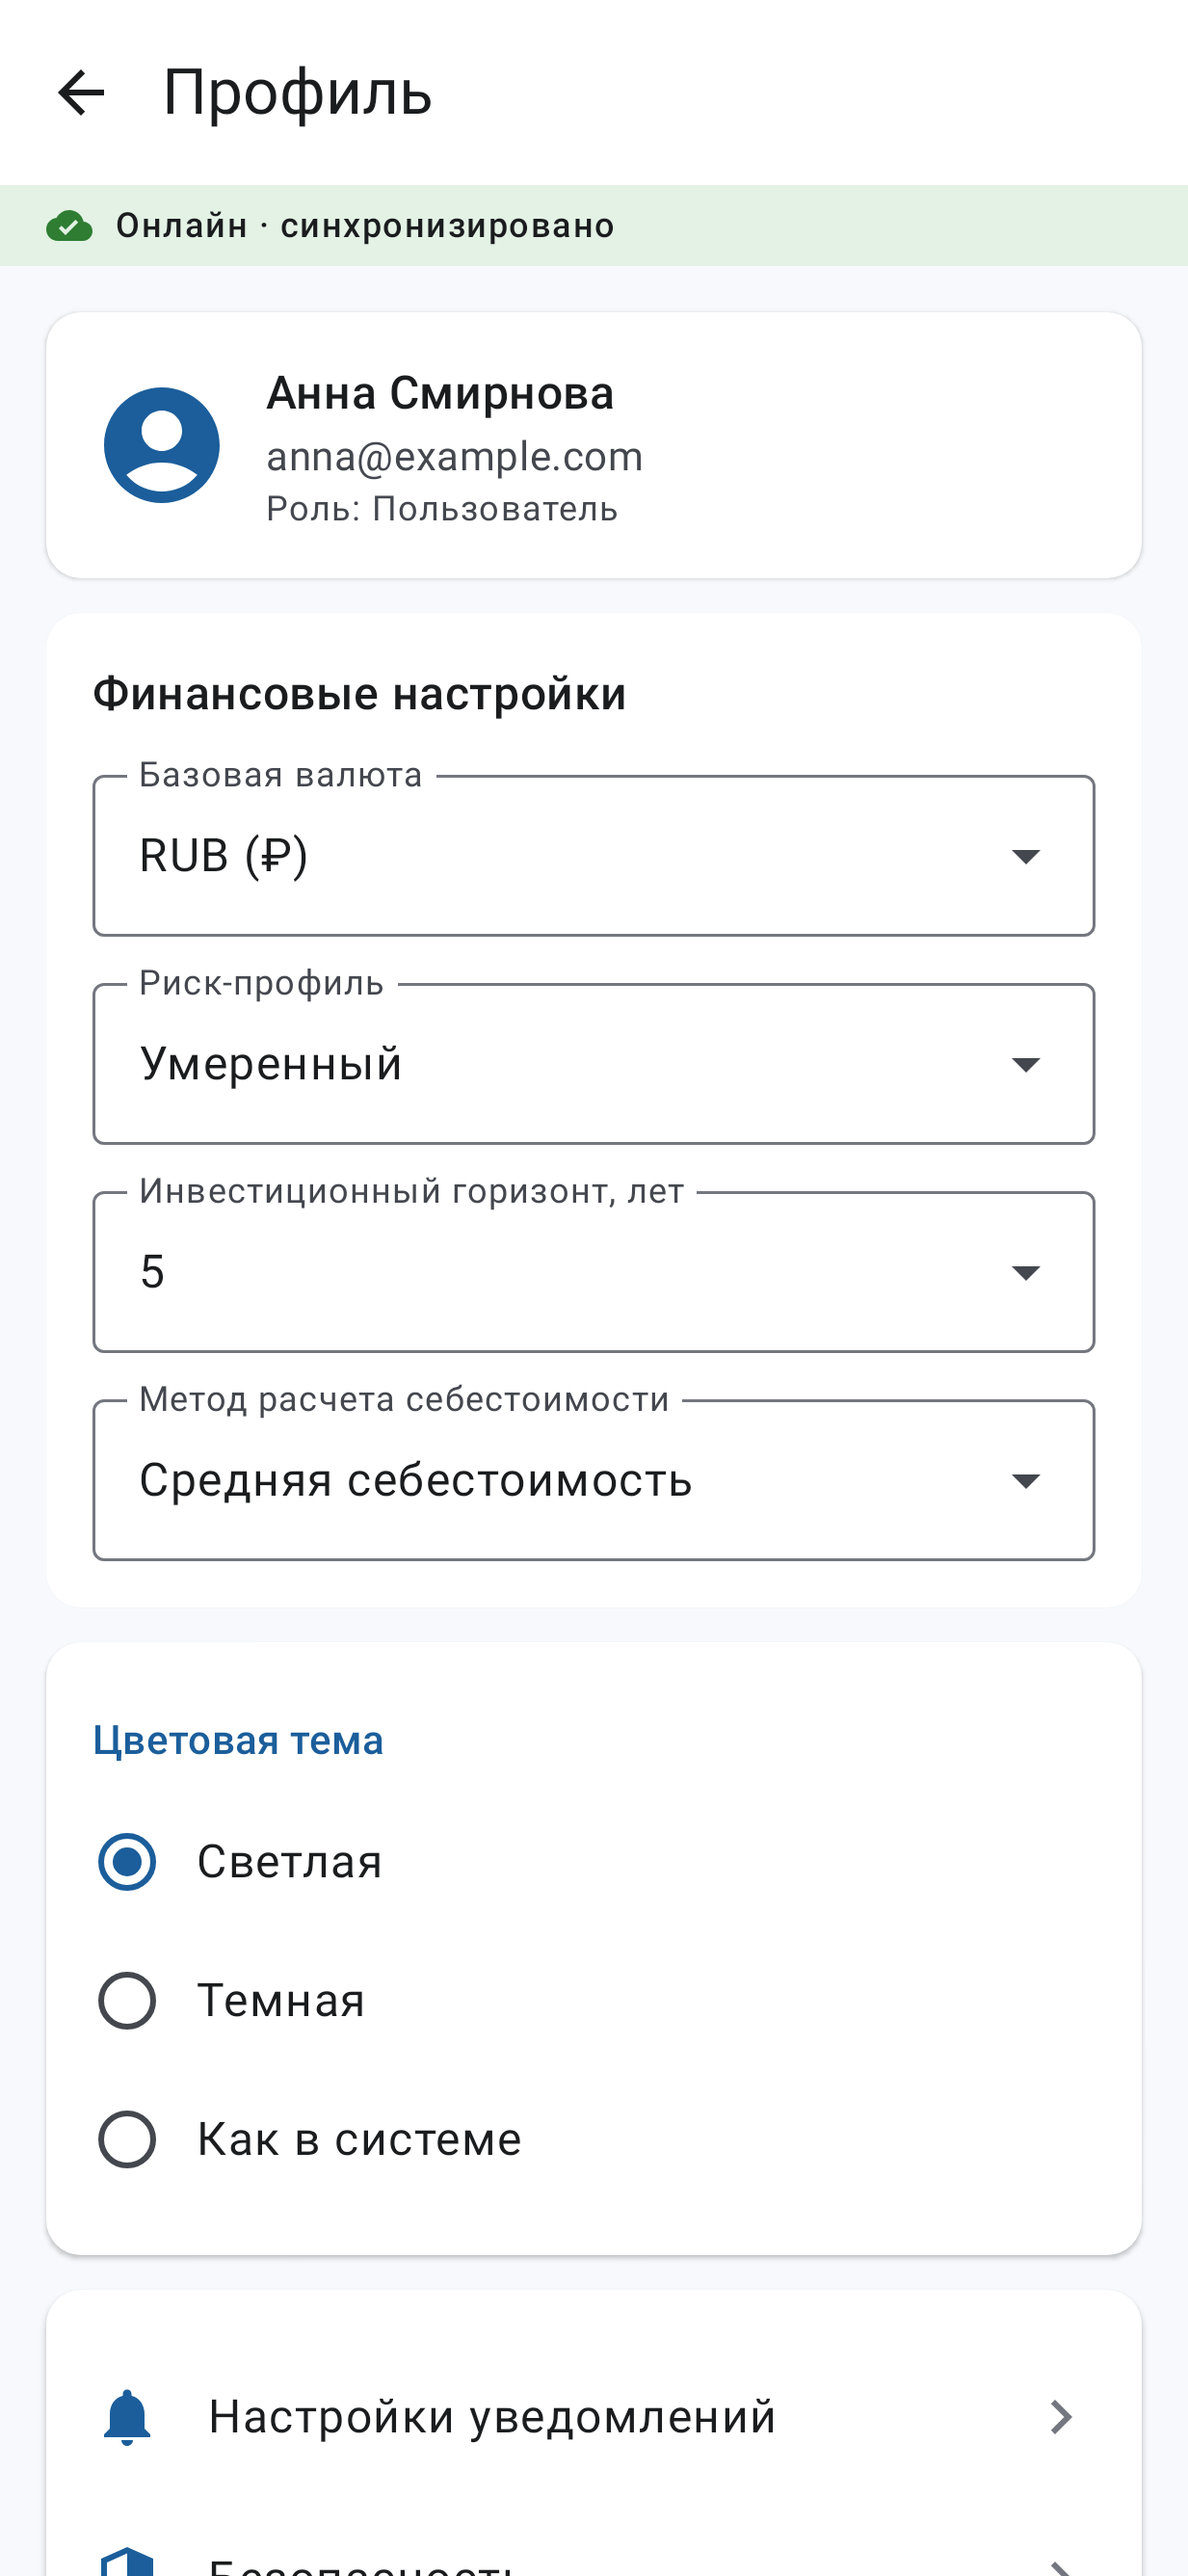 Профиль
Онлайн · синхронизировано
Анна Смирнова
anna@example.com
Роль: Пользователь
Финансовые настройки
Базовая валюта
RUB (₽)
Риск-профиль
Умеренный
Инвестиционный горизонт, лет
5
Метод расчета себестоимости
Средняя себестоимость
Цветовая тема
Светлая
Темная
Как в системе
Настройки уведомлений
Безопасность